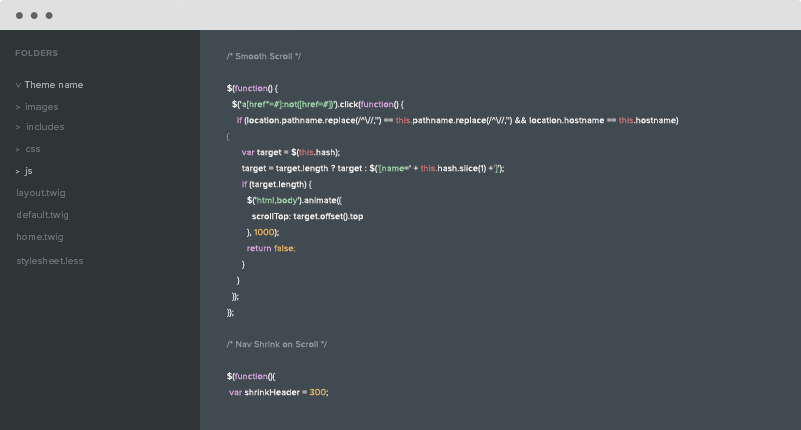 FOLDERS
v Theme name
> images
> includes
> css
> js
layout.twig
default.twig
home.twig
stylesheet.less
/* Smooth Scroll */
$(function() {
$('a[href*=#]:not([href=#])').click(function() {
if (location.pathname.replace(/^\//,'') == this.pathname.replace(/^\//,'') && location.hostname == this.hostname)
{
var target = $(this.hash);
target = target.length ? target : $('[name=' + this.hash.slice(1) +']');
if (target.length) {
$('html,body').animate({
scrollTop: target.offset().top
}, 1000);
return false;
}
}
});
});
/* Nav Shrink on Scroll */
$(function(){
var shrinkHeader = 300;